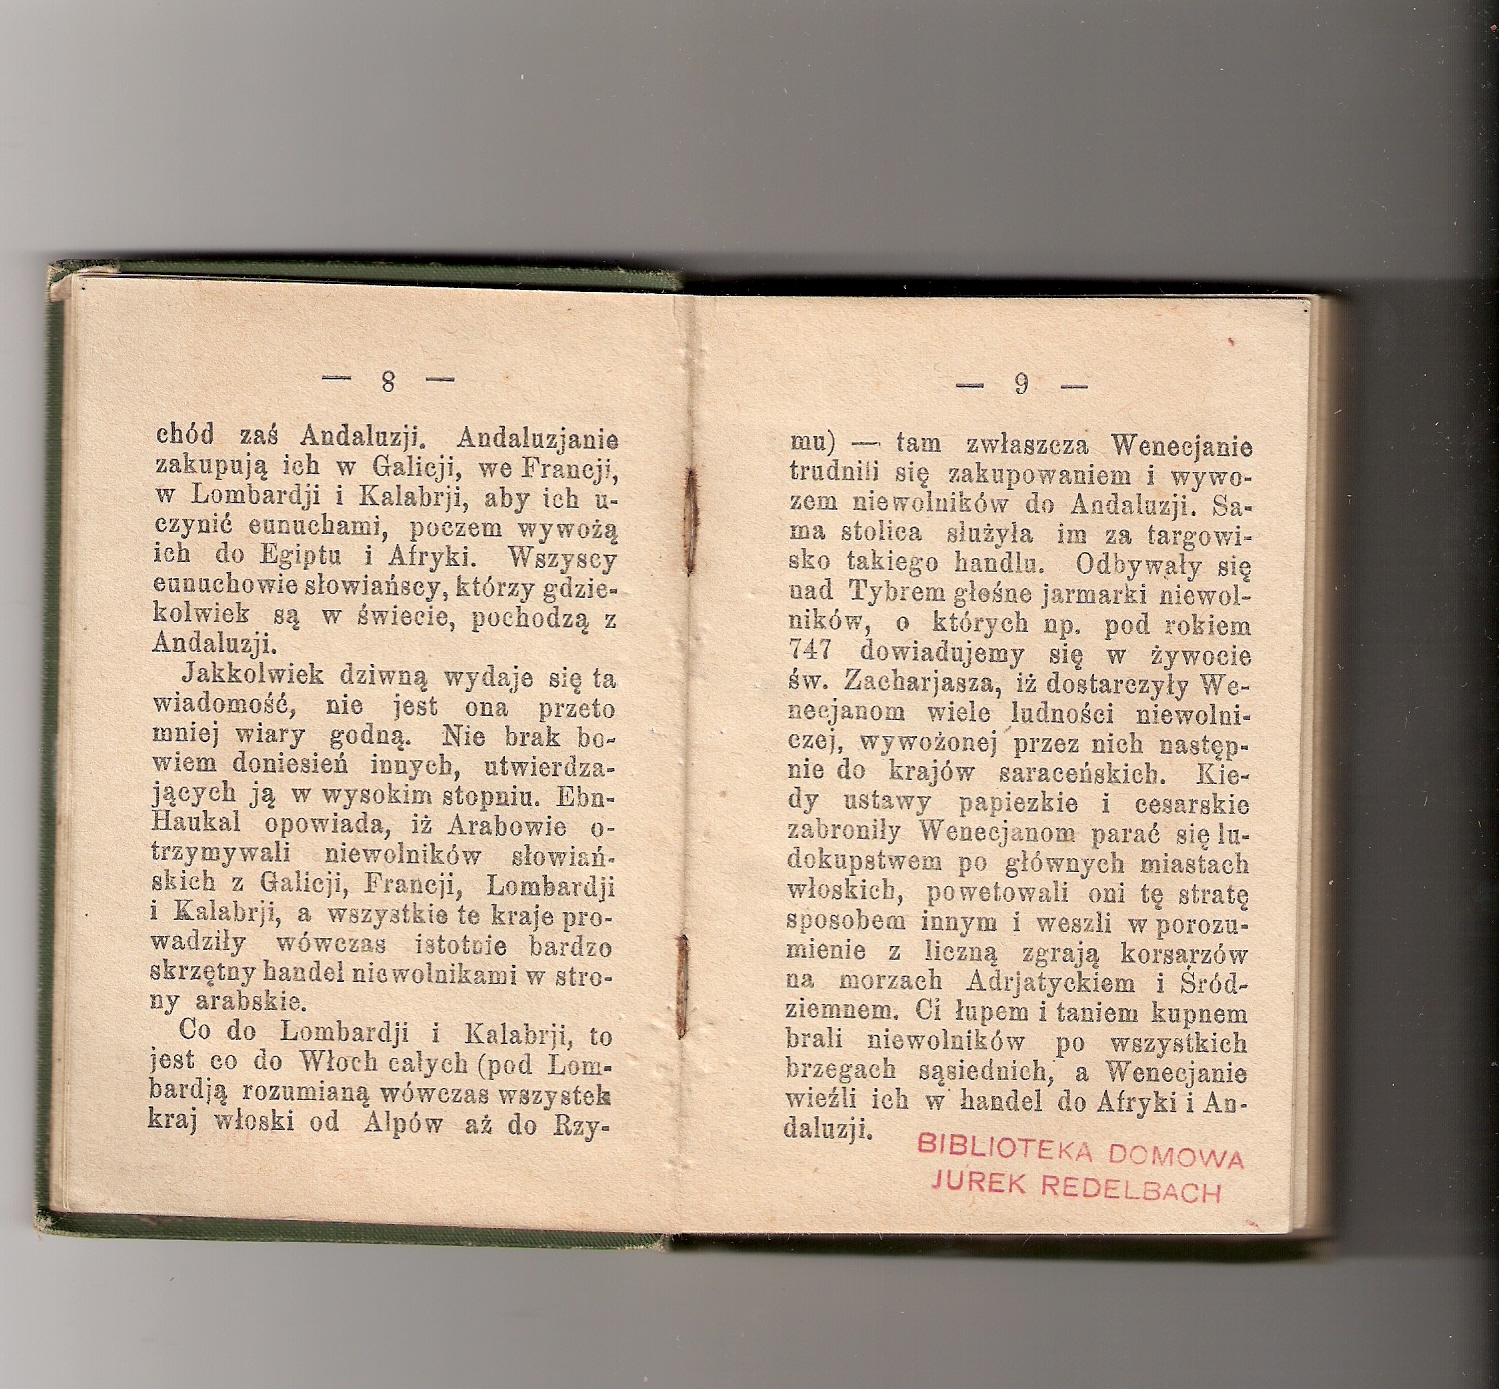 — 8 —
chód zaś Andaluzji. Andaluzjanie
zakupują ich w Galicji, we Francji,
w Lombardji i Kalabrji, aby ich u-
czynić eunuchami, poczem wywożą
ich do Egiptu i Afryki. Wszyscy
eunuchowie słowiańscy, którzy gdzie-
kolwiek są w świecie, pochodzą z
Andaluzji.
Jakkolwiek dziwną wydaje się ta
wiadomość, nie jest ona przeto
mniej wiary godną. Nie brak bo-
wiem doniesień innych, utwierdza-
jących ją w wysokim stopniu. Ebn-
Haukal opowiada, iż Arabowie o-
trzymywali niewolników słowiań-
skich z Galicji, Francji, Lombardji
i Kalabrji, a wszystkie te kraje pro-
wadziły wówczas istotnie bardzo
skrzętny handel niewolnikami w stro-
ny arabskie.
Co do Lombardji i Kalabrji, to
jest co do Włoch całych (pod Lom-
bardją rozumianą wówczas wszystek
kraj włoski od Alpów aż do Rzy-
— 9 —
mu) — tam zwłaszcza Wenecjanie
trudnili się zakupowaniem i wywo-
zem niewolników do Andaluzji. Sa-
ma stolica służyła im za targowi-
sko takiego handlu. Odbywały się
nad Tybrem głośne jarmarki niewol-
ników, o których np. pod rokiem
747 dowiadujemy się w żywocie
św. Zacharjasza, iż dostarczyły We-
necjanom wiele ludności niewolni-
czej, wywożonej przez nich następ-
nie do krajów saraceńskich. Kie-
dy ustawy papiezkie i cesarskie
zabroniły Wenecjanom parać się lu-
dokupstwem po głównych miastach
włoskich, powetowali oni tę stratę
sposobem innym i weszli w porozu-
mienie z liczną zgrają korsarzów
na morzach Adrjatyckiem i Śród-
ziemnem. Ci łupem i taniem kupnem
brali niewolników po wszystkich
brzegach sąsiednich, a Wenecjanie
wieźli ich w handel do Afryki i An-
daluzji.
BIBLIOTEKA DOMOWA
JUREK REDELBACH